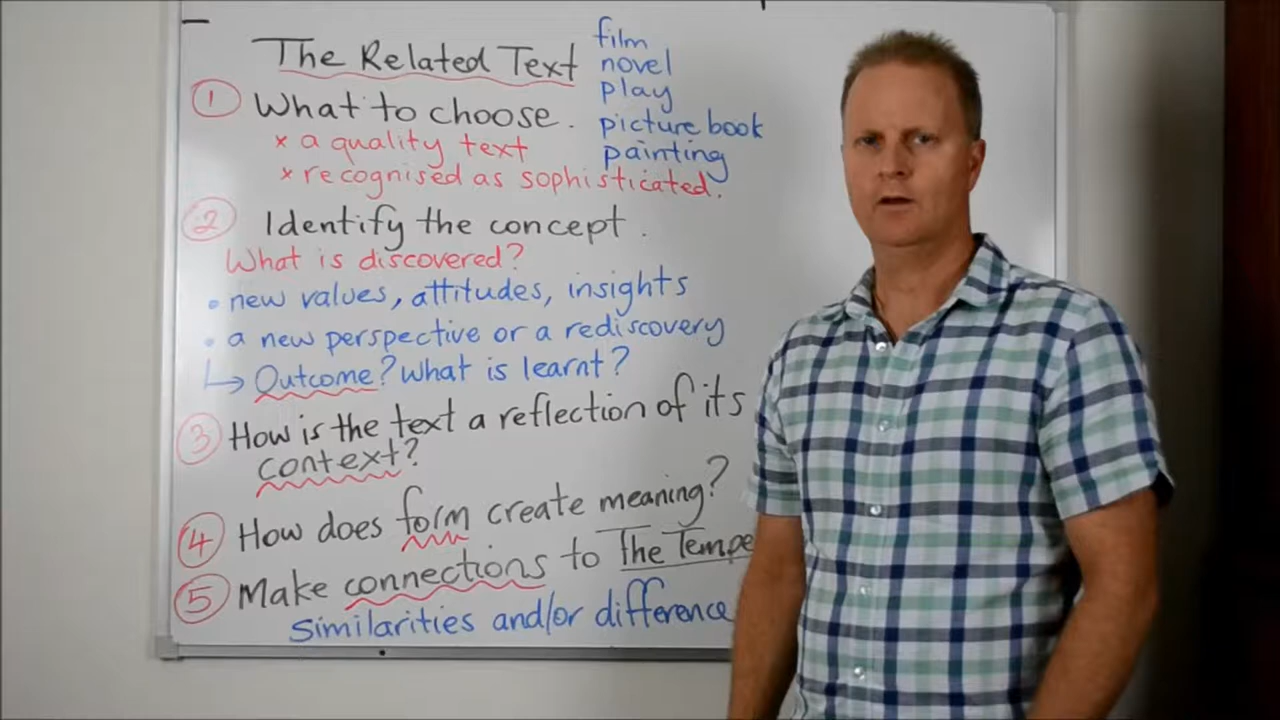 The Related Text
film
novel
play
picture book
painting
1 What to choose.
x a quality text
x recognised as sophisticated.
2 Identify the concept.
What is discovered?
• new values, attitudes, insights
• a new perspective or a rediscovery
↳ Outcome? What is learnt?
3 How is the text a reflection of its
context?
4 How does form create meaning?
5 Make connections to The Tempe
Similarities and/or difference